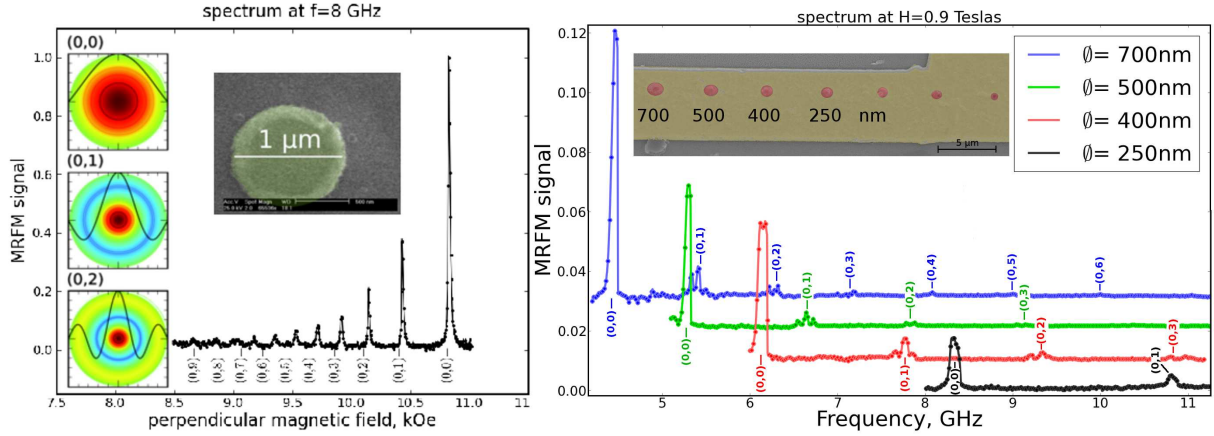 spectrum at f=8 GHz
(0,0)
(0,1)
(0,2)
1 μm
MRFM signal
1.0
0.8
0.6
0.4
0.2
0.0
(0,9)
(0,8)
(0,7)
(0,6)
(0,5)
(0,4)
(0,3)
(0,2)
(0,1)
(0,0)
7.5 8.0 8.5 9.0 9.5 10.0 10.5 11.0 11
perpendicular magnetic field, kOe
spectrum at H=0.9 Teslas
MRFM signal
0.12
0.10
0.08
0.06
0.04
0.02
0.00
700 500 400 250 nm
5 μm
∅= 700nm
∅= 500nm
∅= 400nm
∅= 250nm
(0,0) (0,1) (0,2) (0,3) (0,4) (0,5) (0,6)
(0,0) (0,1) (0,2) (0,3)
(0,0) (0,1) (0,2) (0,3)
(0,0) (0,1)
5 6 7 8 9 10 11
Frequency, GHz